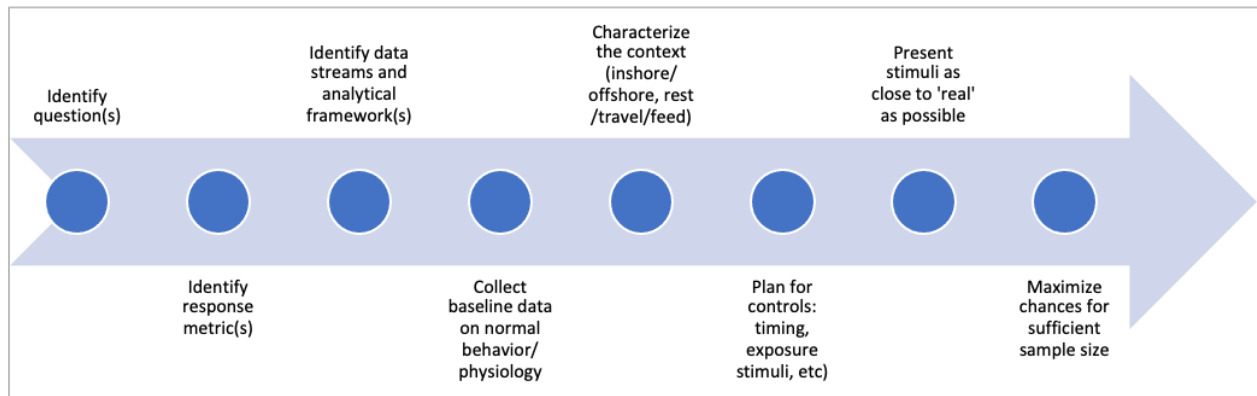 Identify
question(s)
Identify
response
metric(s)
Identify data
streams and
analytical
framework(s)
Collect
baseline data
on normal
behavior/
physiology
Characterize
the context
(inshore/
offshore, rest
/travel/feed)
Plan for
controls:
timing,
exposure
stimuli, etc)
Present
stimuli as
close to 'real'
as possible
Maximize
chances for
sufficient
sample size